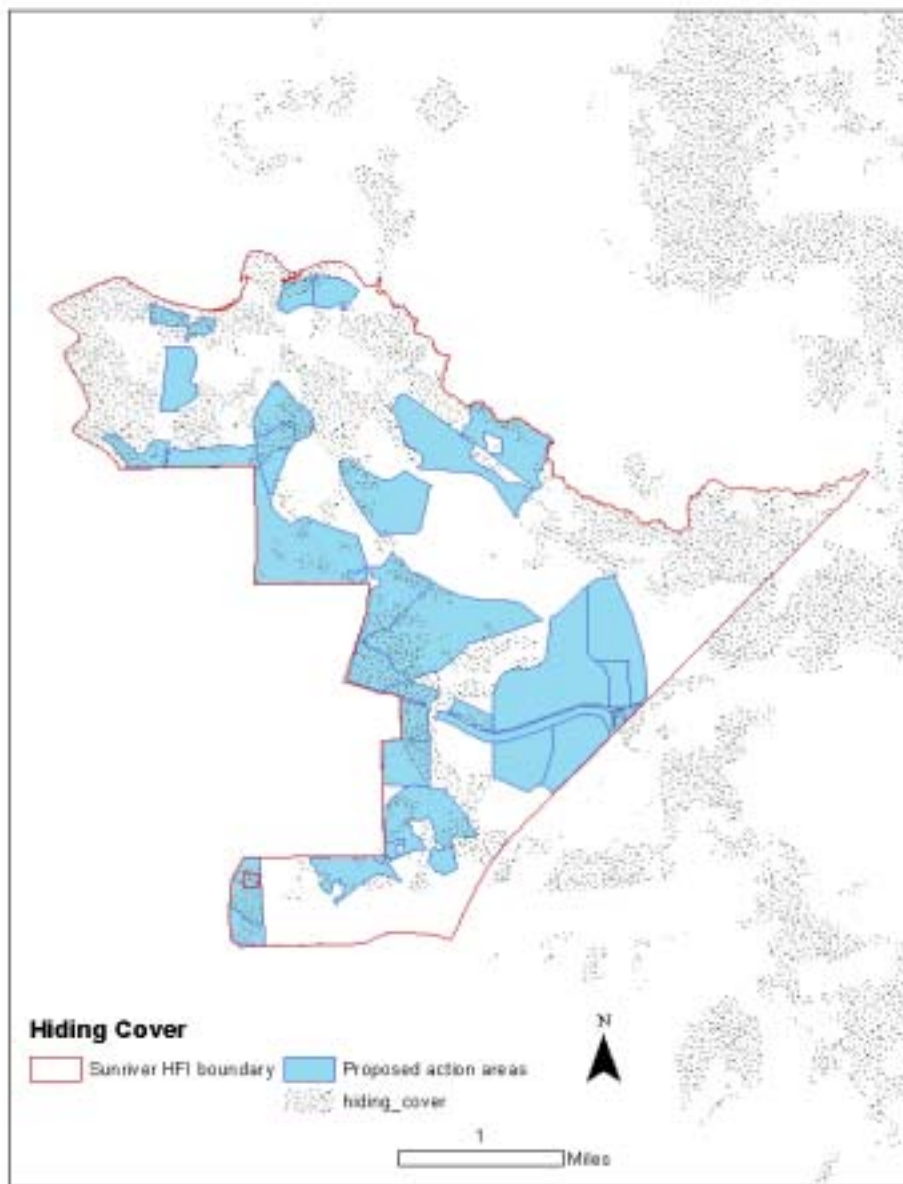 N
Hiding Cover
Sunriver HFI boundary
Proposed action areas
hiding_cover
1
Miles